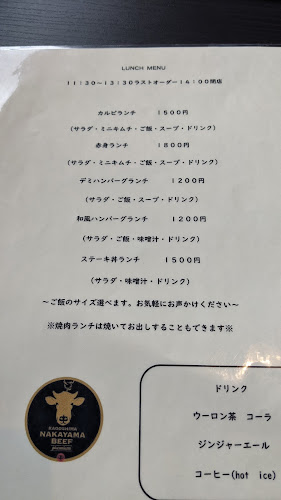 LUNCH MENU
11:30~13:30ラストオーダー14:00閉店
カルビランチ　1500円
(サラダ・ミニキムチ・ご飯・スープ・ドリンク)
赤身ランチ　1800円
(サラダ・ミニキムチ・ご飯・スープ・ドリンク)
デミハンバーグランチ　1200円
(サラダ・ご飯・スープ・ドリンク)
和風ハンバーグランチ　1200円
(サラダ・ご飯・味噌汁・ドリンク)
ステーキ丼ランチ　1500円
(サラダ・味噌汁・ドリンク)
～ご飯のサイズ選べます。お気軽にお声かけください～
※焼肉ランチは焼いてお出しすることもできます※
KAGOSHIMA
NAKAYAMA
BEEF
ドリンク
ウーロン茶　コーラ
ジンジャーエール
コーヒー(hot　ice)